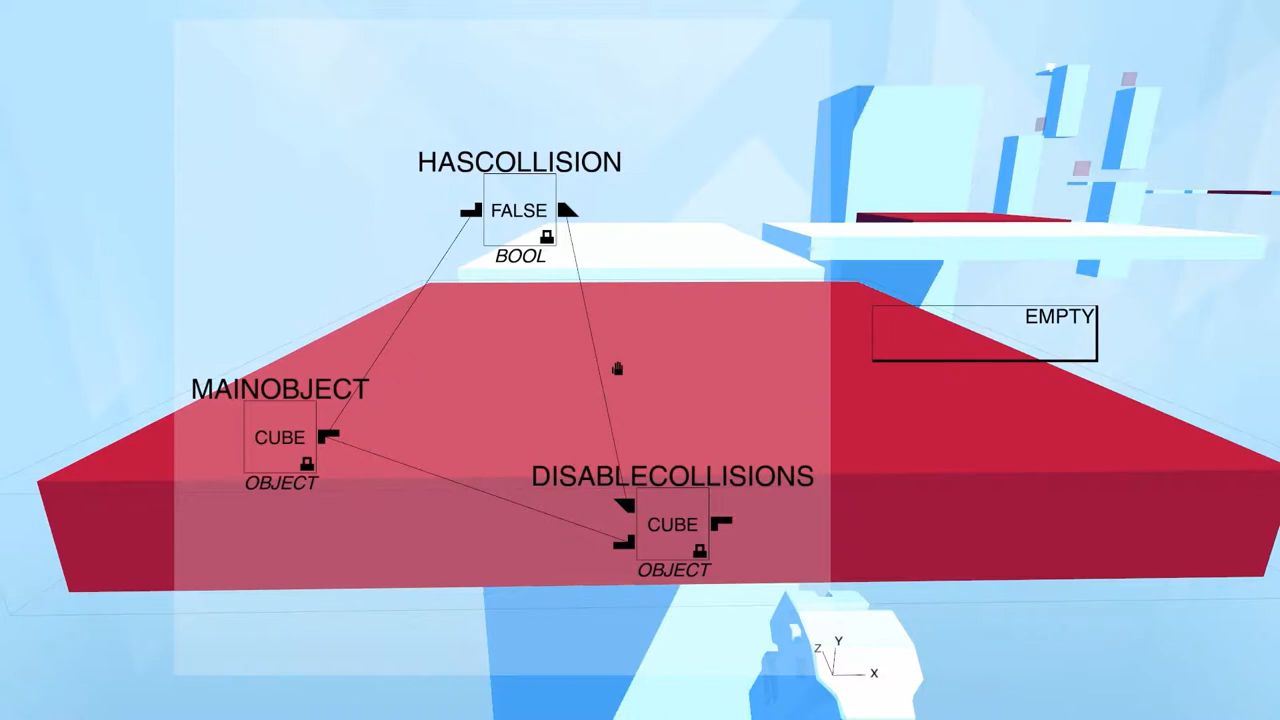 HASCOLLISION
FALSE
BOOL
EMPTY
MAINOBJECT
CUBE
OBJECT
DISABLECOLLISIONS
CUBE
OBJECT
Y
Z
X